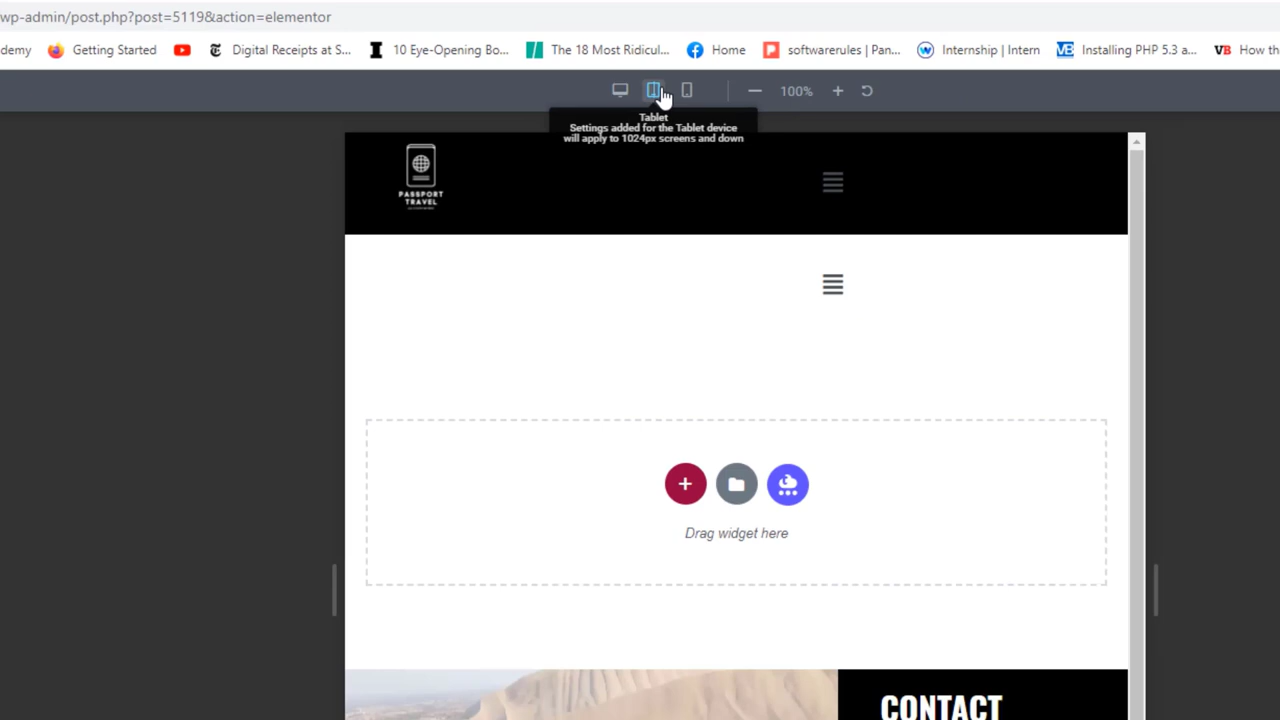 wp-admin/post.php?post=5119&action=elementor
demy Getting Started Digital Receipts at S... 10 Eye-Opening Bo... The 18 Most Ridicul... Home softwarerules | Pan... Internship | Intern Installing PHP 5.3 a... VB How th
100%
Tablet
Settings added for the Tablet device
will apply to 1024px screens and down
PASSPORT
TRAVEL
Drag widget here
CONTACT